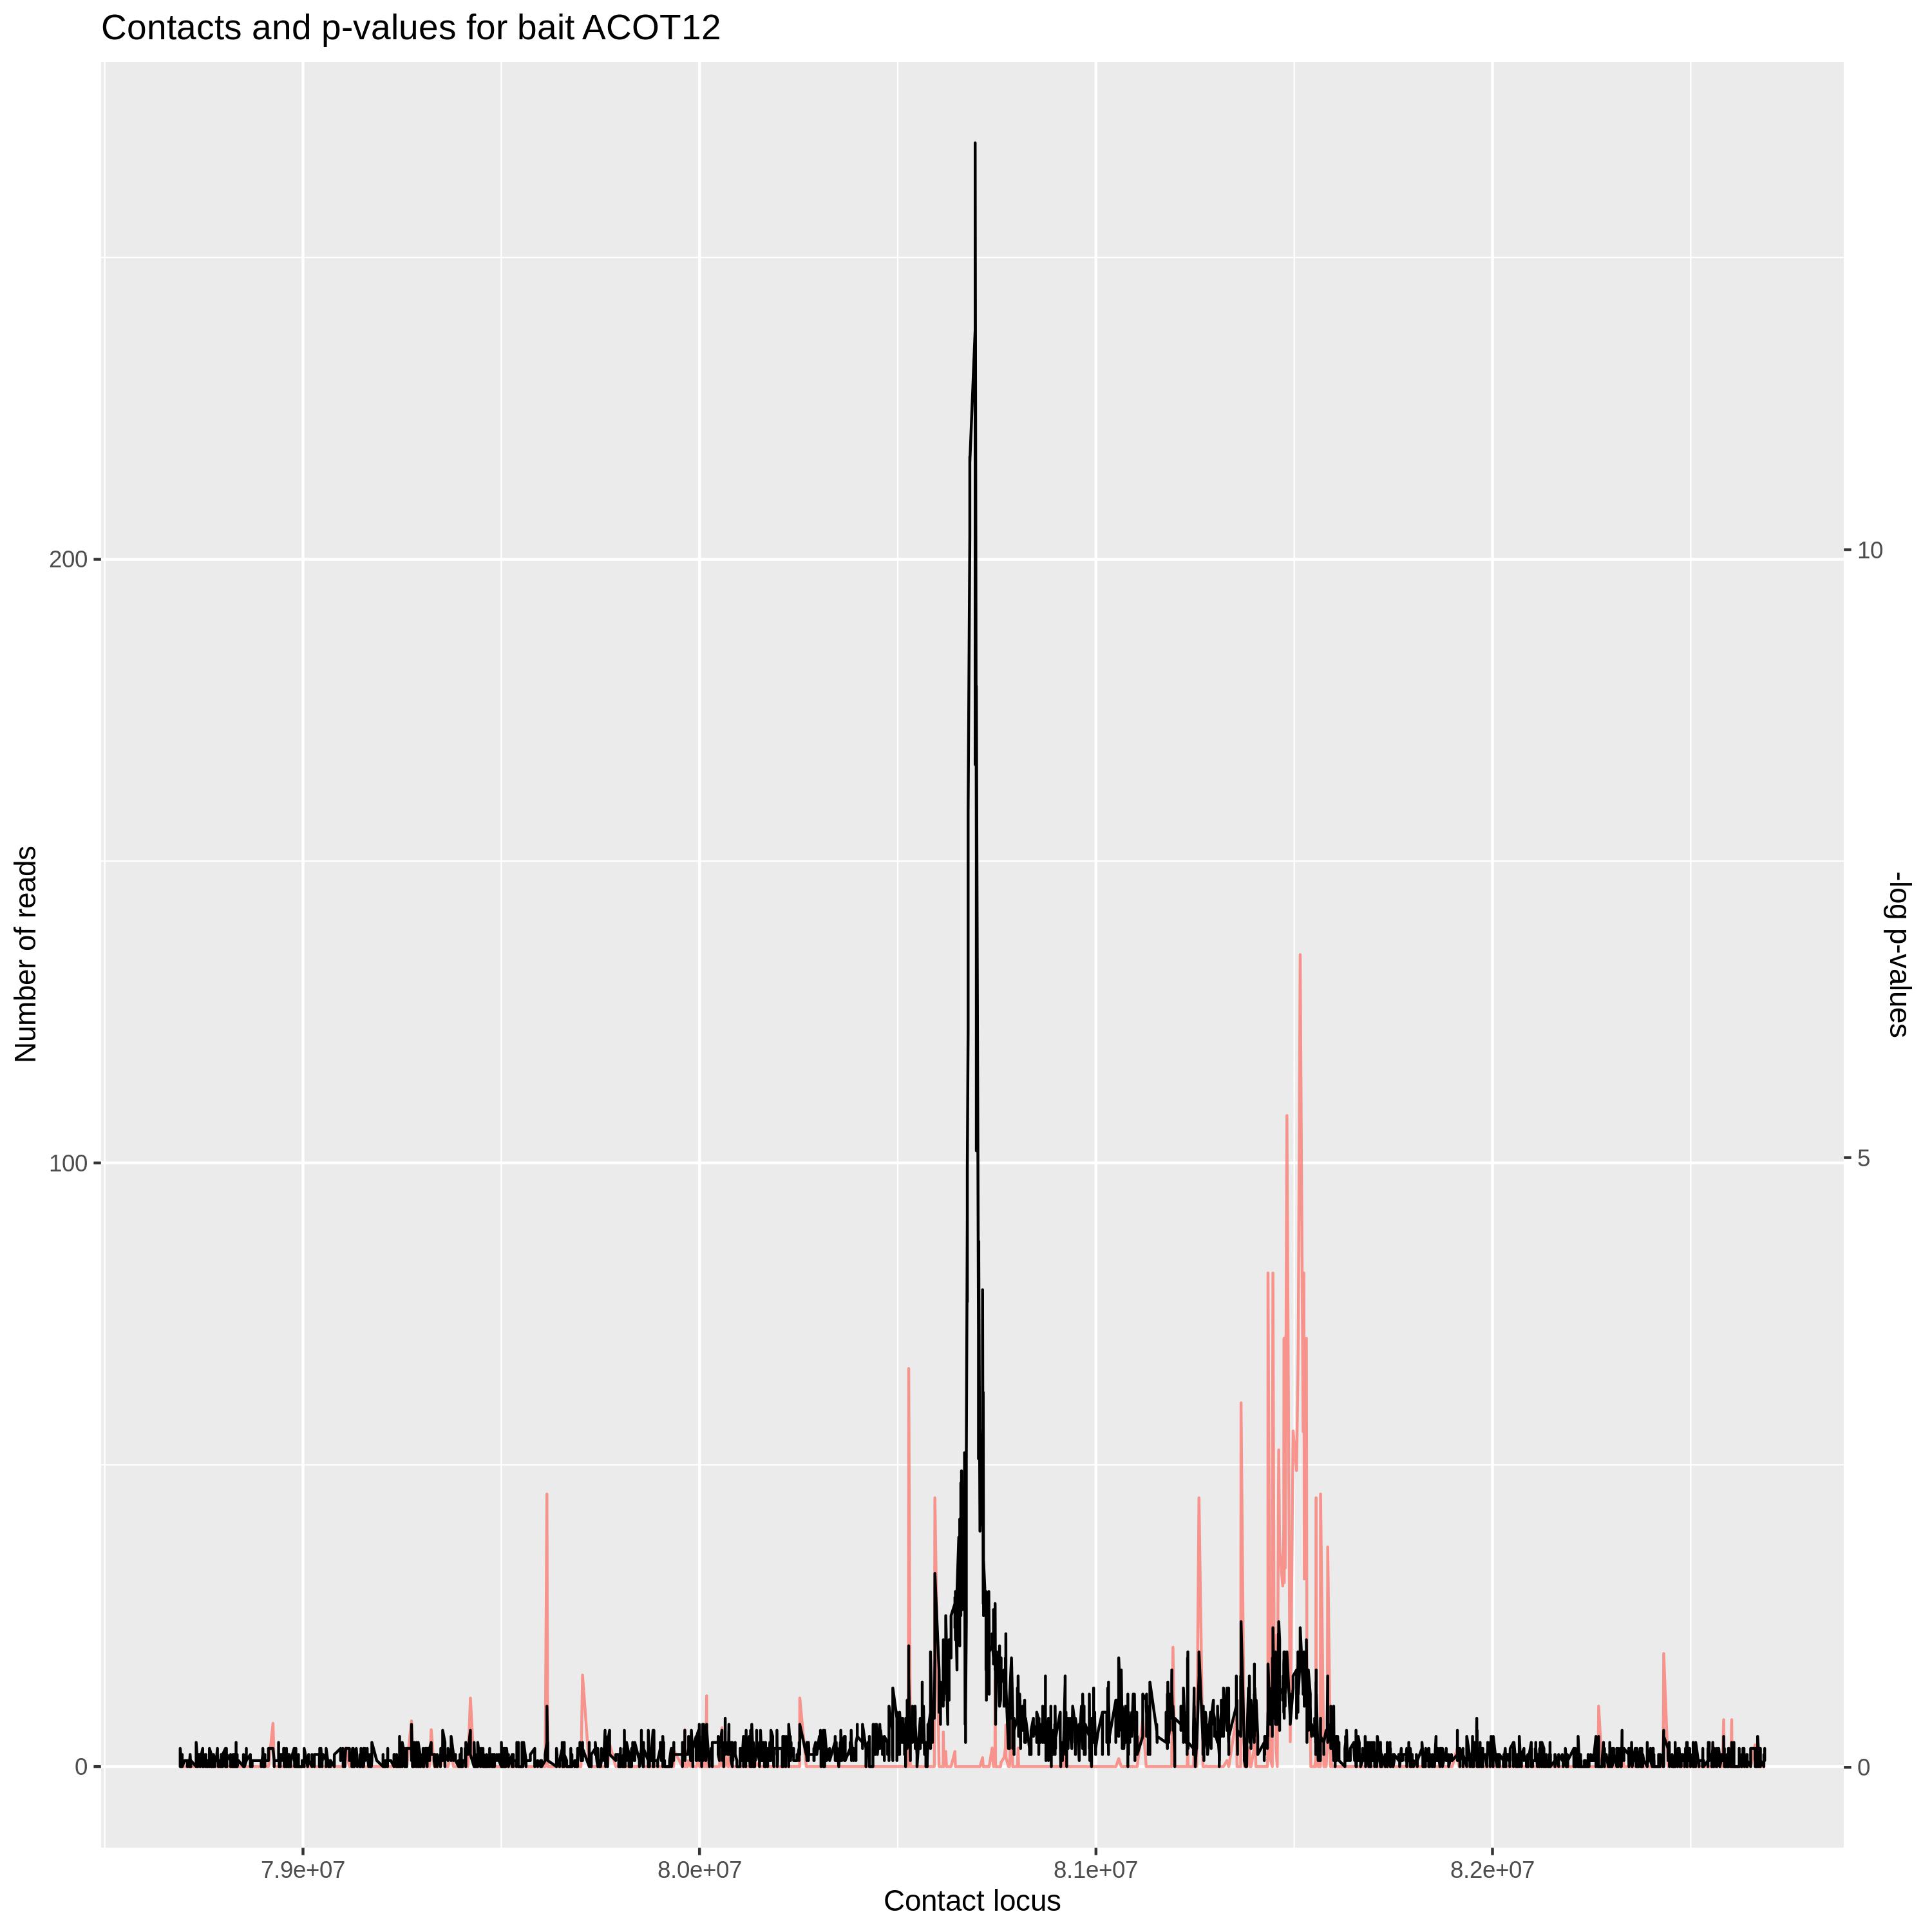 Contacts and p-values for bait ACOT12
Number of reads
200
100
0
10
5
0
-log p-values
7.9e+07
8.0e+07
8.1e+07
8.2e+07
Contact locus